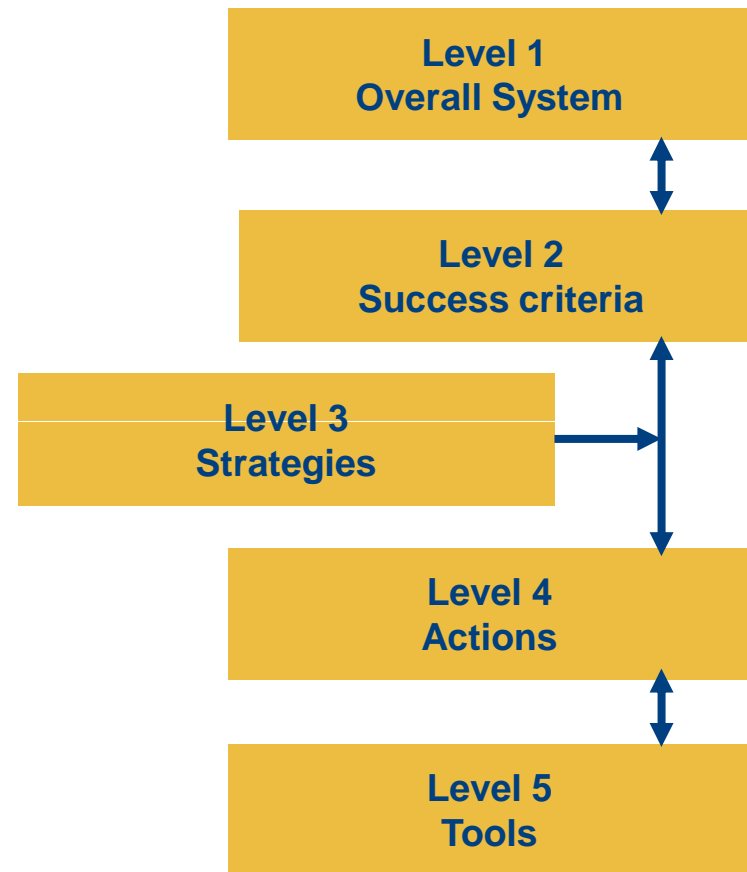 Level 1
Overall System
Level 2
Success criteria
Level 3
Strategies
Level 4
Actions
Level 5
Tools